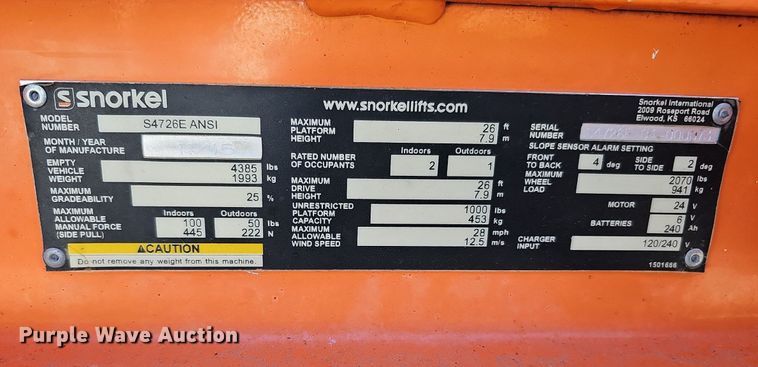 snorkel
MODEL NUMBER S4726E ANSI
MONTH / YEAR OF MANUFACTURE
EMPTY VEHICLE WEIGHT 4385 lbs 1993 kg
MAXIMUM GRADEABILITY 25 %
Indoors Outdoors
MAXIMUM ALLOWABLE MANUAL FORCE (SIDE PULL) 100 50 lbs 445 222 N
CAUTION
Do not remove any weight from this machine.
www.snorkellifts.com
MAXIMUM PLATFORM HEIGHT 26 ft 7.9 m
Indoors Outdoors
RATED NUMBER OF OCCUPANTS 2 1
MAXIMUM DRIVE HEIGHT 26 ft 7.9 m
UNRESTRICTED PLATFORM CAPACITY 1000 lbs 453 kg
MAXIMUM ALLOWABLE WIND SPEED 28 mph 12.5 m/s
Snorkel International
2009 Roseport Road
Elwood, KS 66024
SERIAL NUMBER
SLOPE SENSOR ALARM SETTING
FRONT TO BACK 4 deg SIDE TO SIDE 2 deg
MAXIMUM WHEEL LOAD 2070 lbs 941 kg
MOTOR 24 V
BATTERIES 6 V 240 Ah
CHARGER INPUT 120/240 V
1501686
Purple Wave Auction